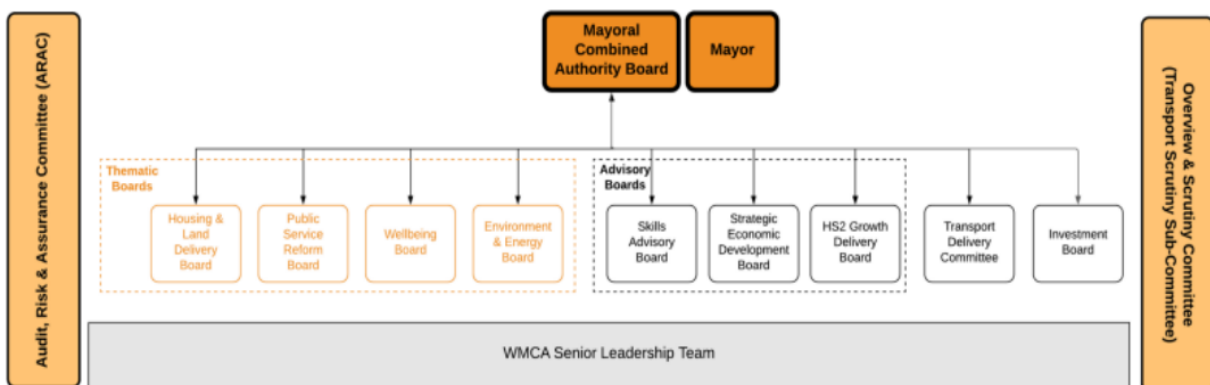 Audit, Risk & Assurance Committee (ARAC)
Mayoral
Combined
Authority Board
Mayor
Overview & Scrutiny Committee
(Transport Scrutiny Sub-Committee)
Thematic
Boards
Housing &
Land
Delivery
Board
Public
Service
Reform
Board
Wellbeing
Board
Environment
& Energy
Board
Advisory
Boards
Skills
Advisory
Board
Strategic
Economic
Development
Board
HS2 Growth
Delivery
Board
Transport
Delivery
Committee
Investment
Board
WMCA Senior Leadership Team